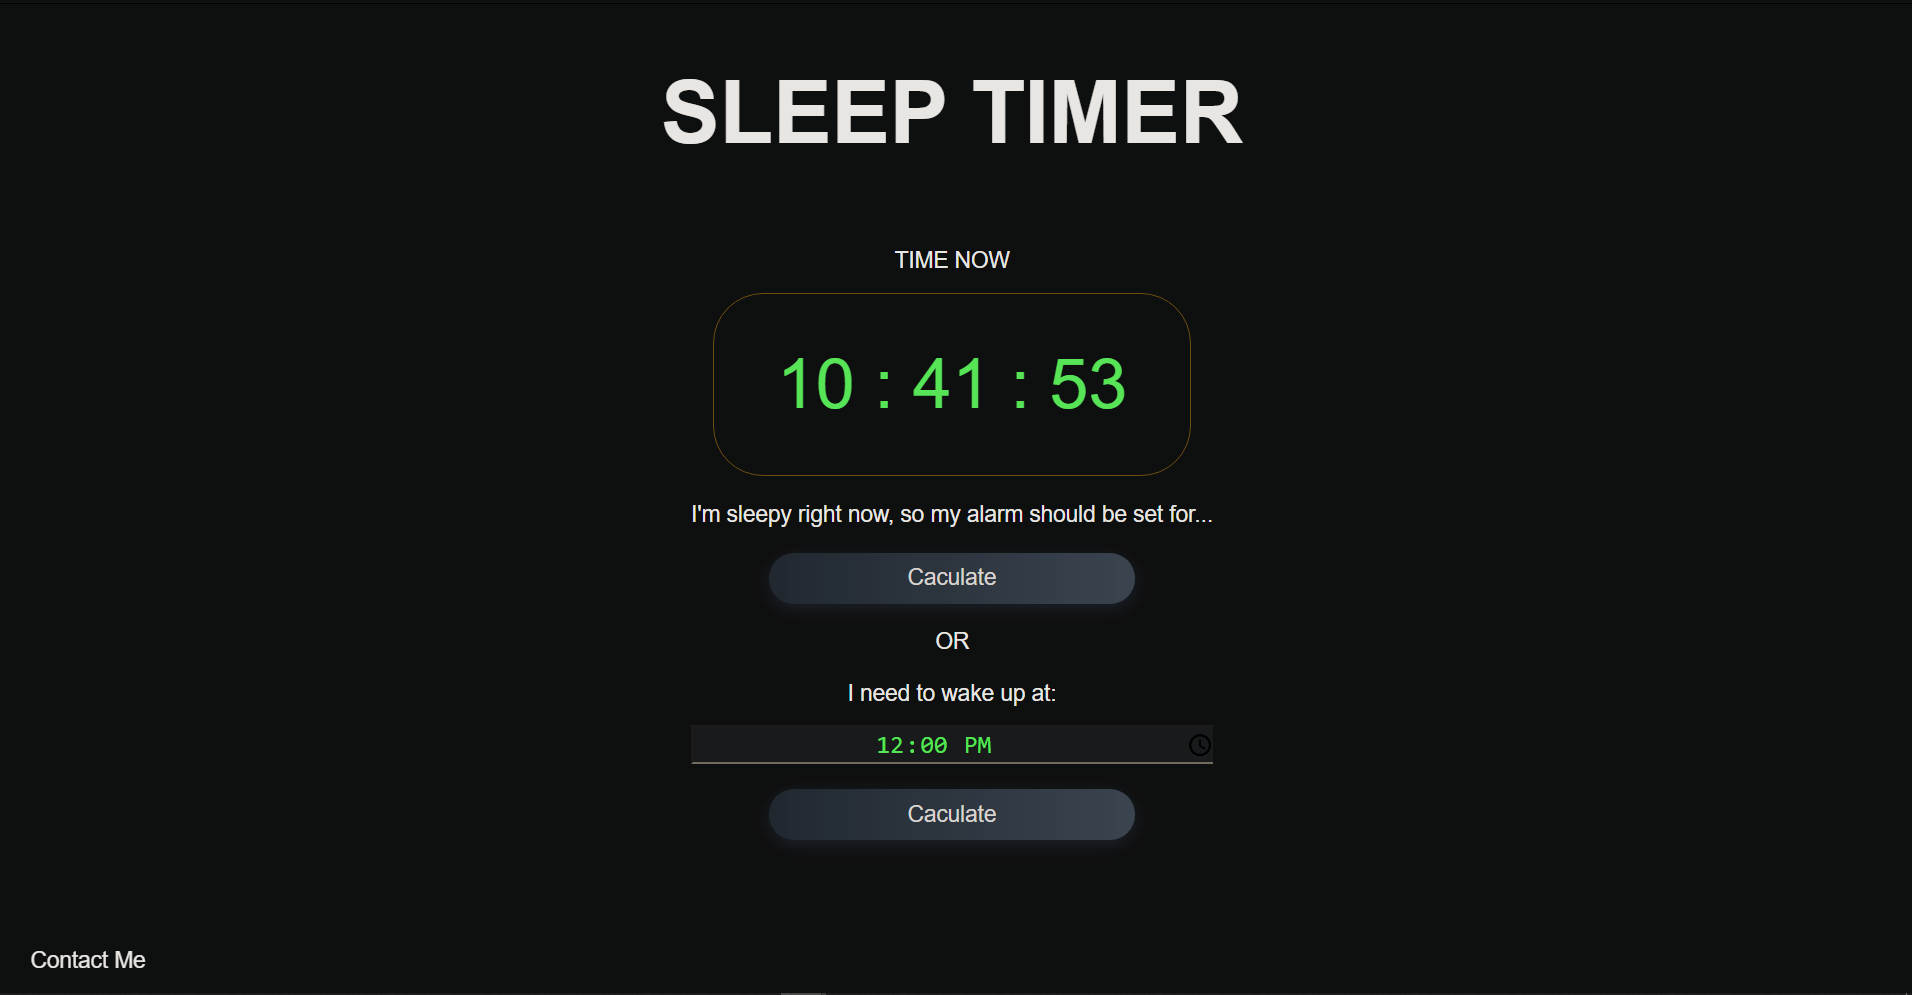 SLEEP TIMER
TIME NOW
10 : 41 : 53
I'm sleepy right now, so my alarm should be set for...
Caculate
OR
I need to wake up at:
12:00 PM
Caculate
Contact Me